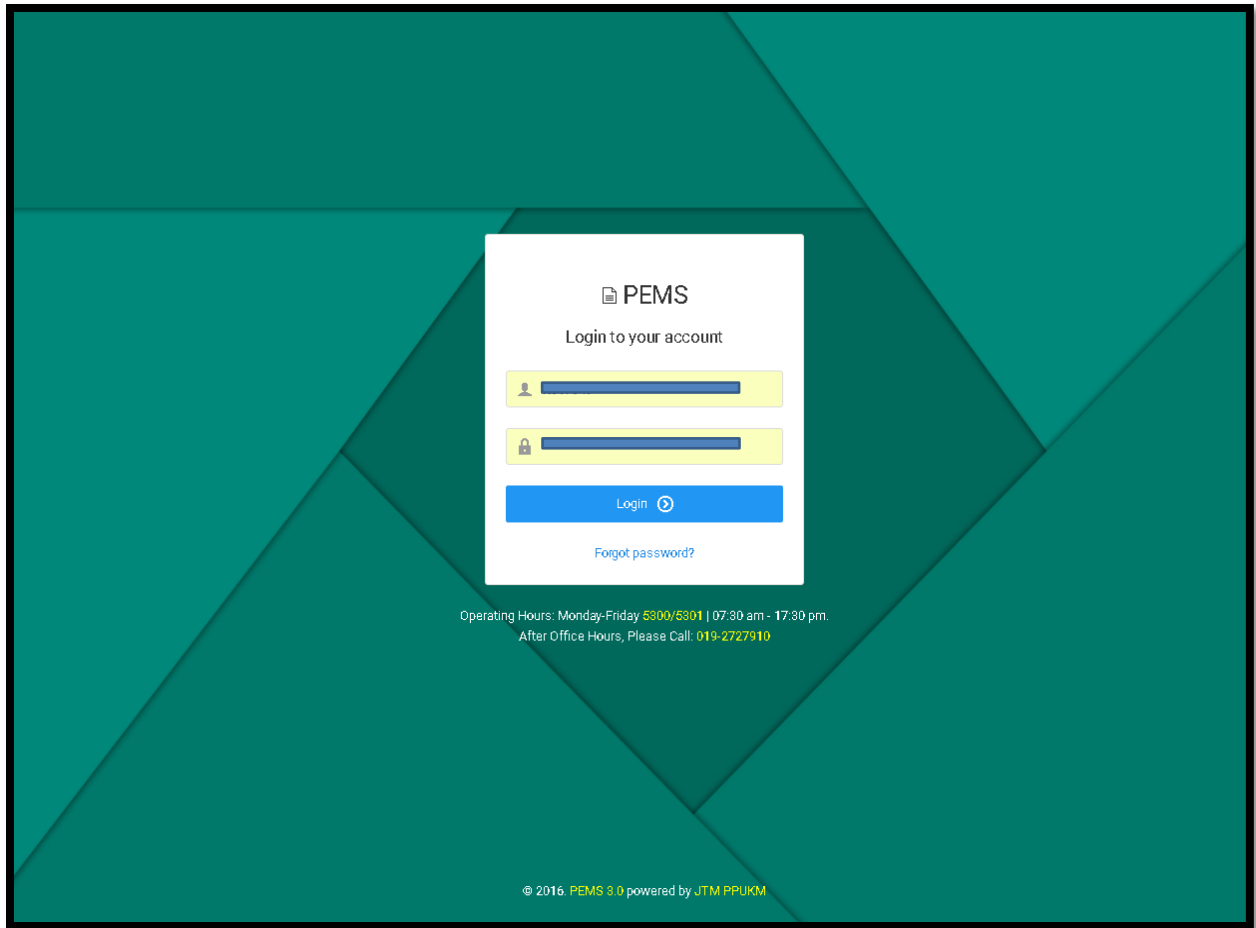 PEMS
Login to your account
Login
Forgot password?
Operating Hours: Monday-Friday 5300/5301 | 07:30 am - 17:30 pm.
After Office Hours, Please Call: 019-2727910
© 2016. PEMS 3.0 powered by JTM PPUKM